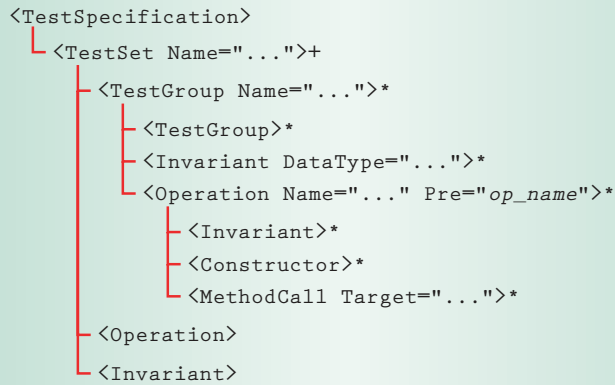 <TestSpecification>
<TestSet Name="...">+
<TestGroup Name="...">*
<TestGroup>*
<Invariant DataType="...">*
<Operation Name="..." Pre="op_name">*
<Invariant>*
<Constructor>*
<MethodCall Target="...">*
<Operation>
<Invariant>